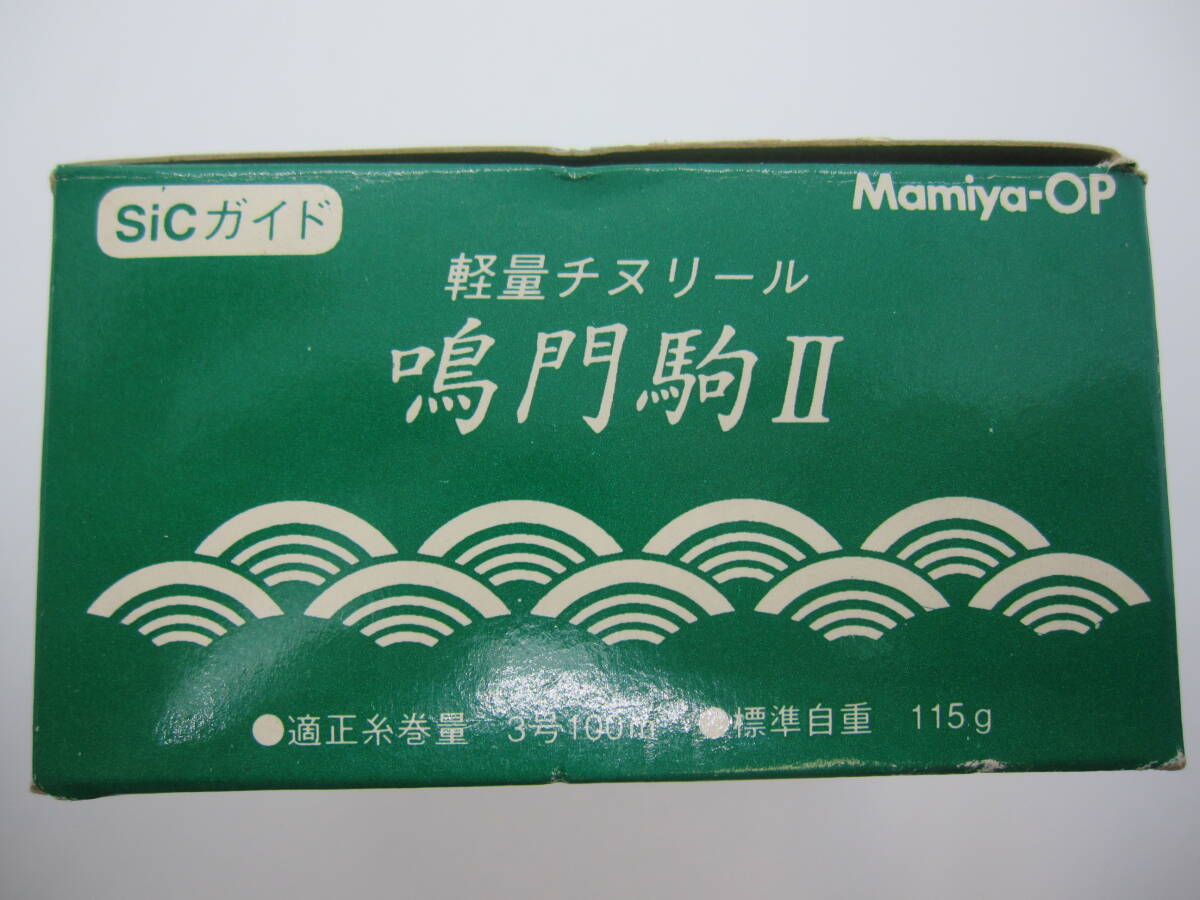 SiCガイド
Mamiya-OP
軽量チヌリール
鳴門駒II
●適正糸巻量 3号100m ●標準自重 115g